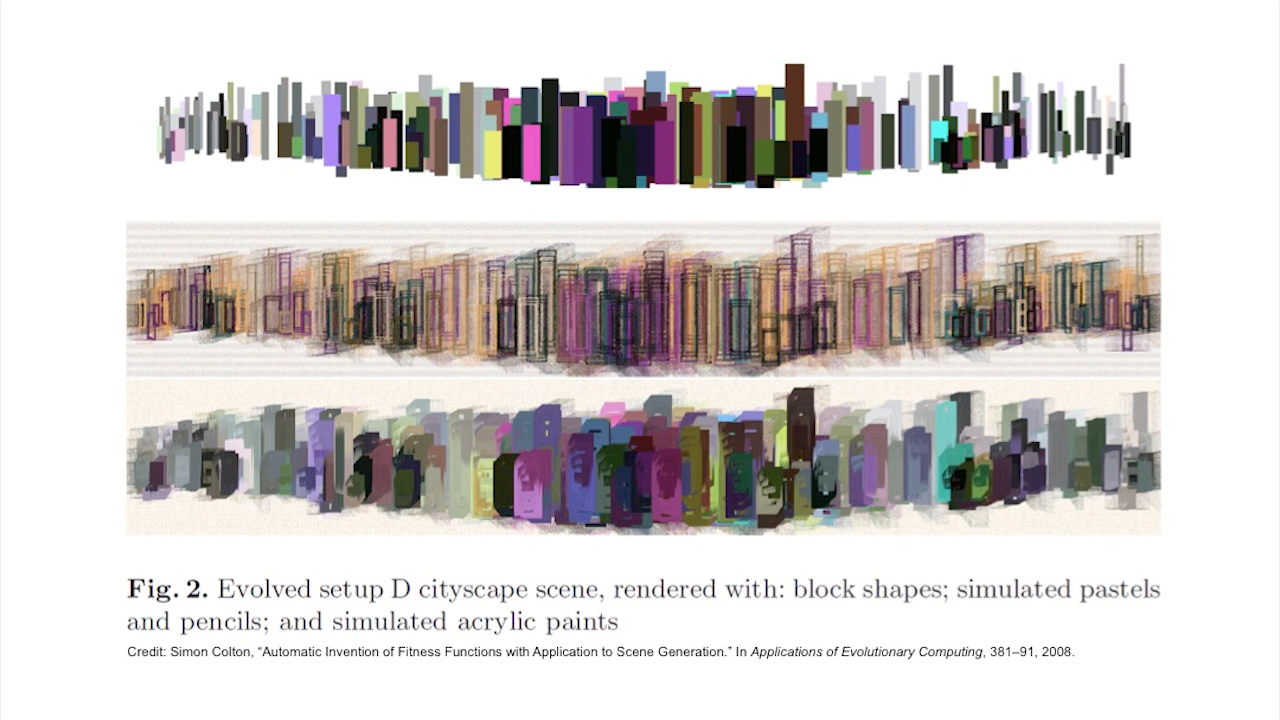 Fig. 2. Evolved setup D cityscape scene, rendered with: block shapes; simulated pastels
and pencils; and simulated acrylic paints
Credit: Simon Colton, “Automatic Invention of Fitness Functions with Application to Scene Generation.” In Applications of Evolutionary Computing, 381–91, 2008.